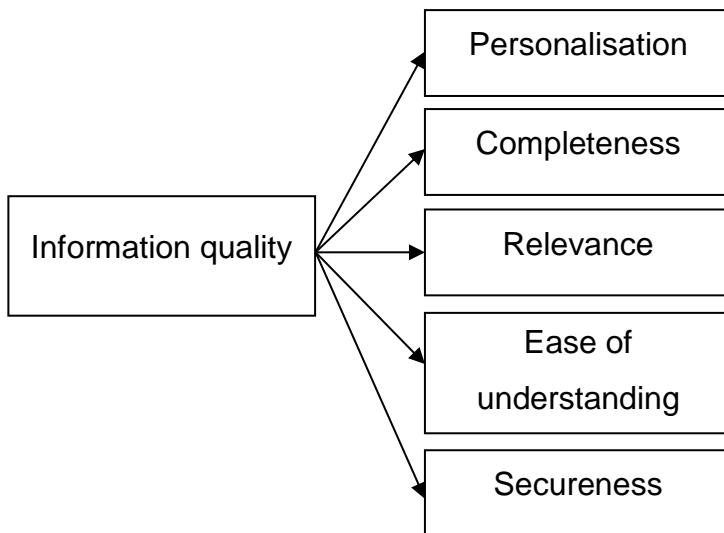 Personalisation
Completeness
Information quality
Relevance
Ease of
understanding
Secureness